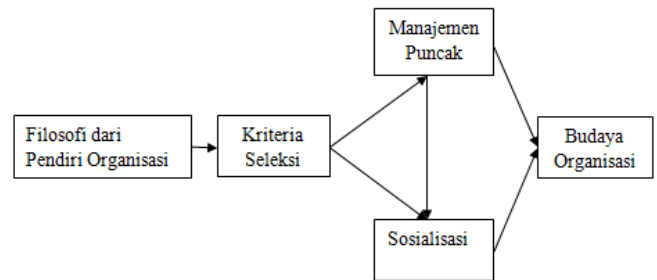 Manajemen
Puncak
Filosofi dari
Pendiri Organisasi
Kriteria
Seleksi
Budaya
Organisasi
Sosialisasi